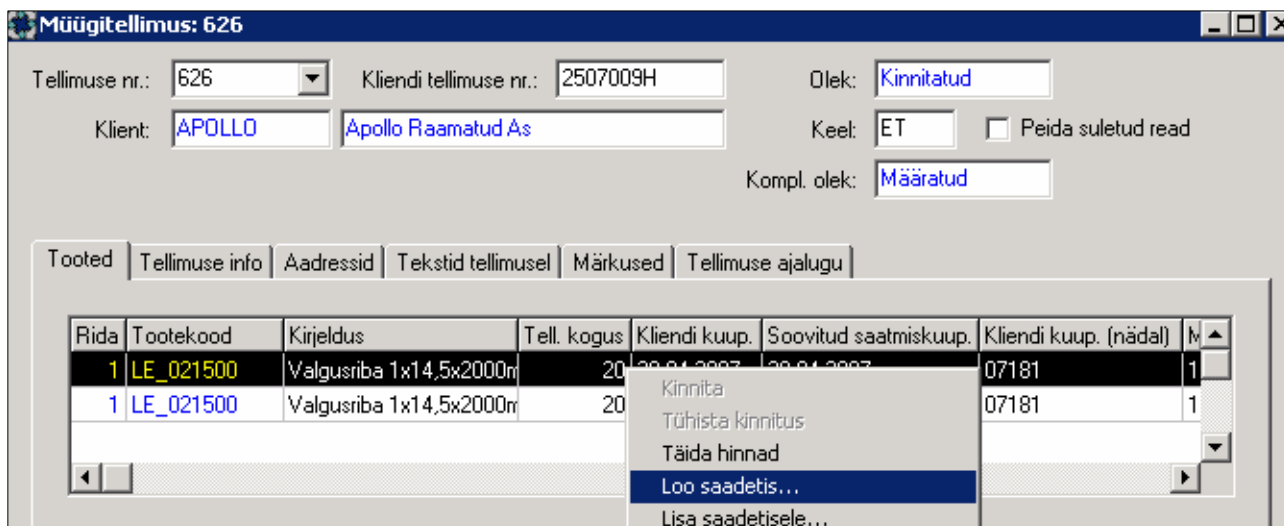 Müügitellimus: 626
Tellimuse nr.: 626 Kliendi tellimuse nr.: 2507009H Olek: Kinnitatud
Klient: APOLLO Apollo Raamatud As Keel: ET Peida suletud read
Kompl. olek: Määratud
Tooted Tellimuse info Aadressid Tekstid tellimusel Märkused Tellimuse ajalugu
Rida Tootekood Kirjeldus Tell. kogus Kliendi kuup. Soovitud saatmiskuup. Kliendi kuup. (nädal) M
1 LE_021500 Valgusriba 1x14,5x2000m 20 07181 1
1 LE_021500 Valgusriba 1x14,5x2000m 20 07181 1
Kinnita
Tühista kinnitus
Täida hinnad
Loo saadetis...
Lisa saadetisele...